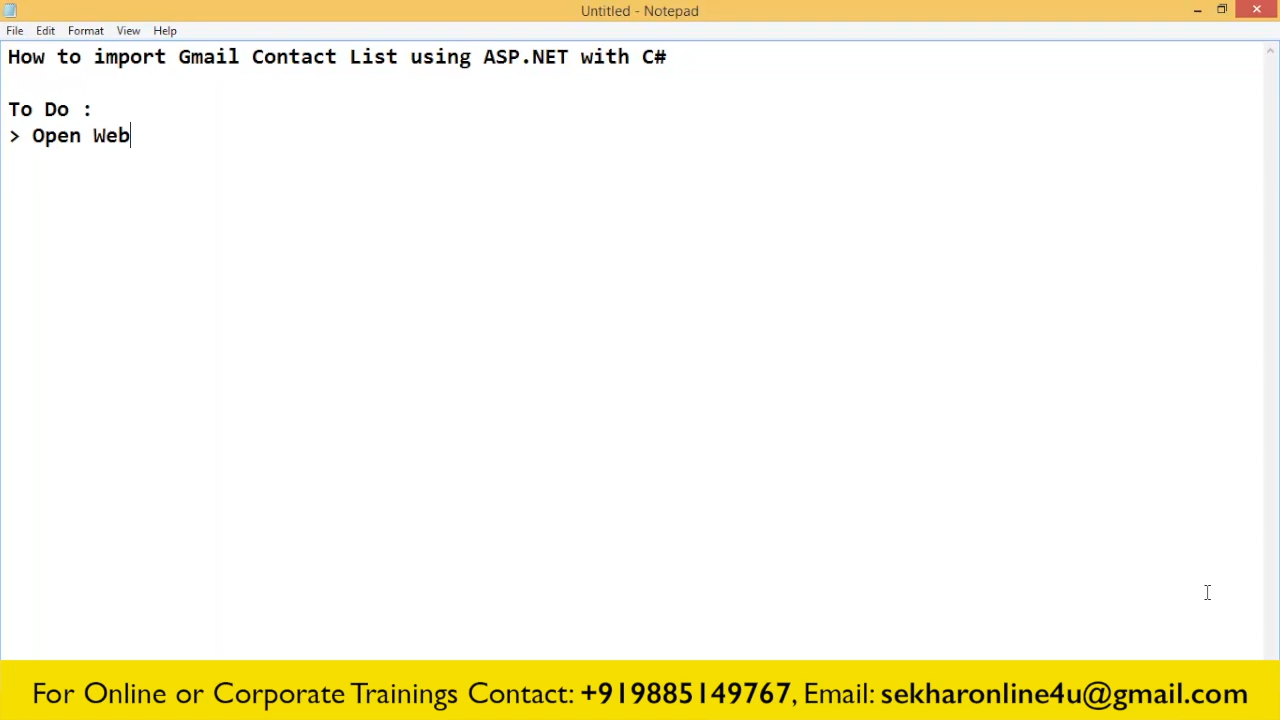 Untitled - Notepad
File Edit Format View Help
How to import Gmail Contact List using ASP.NET with C#
To Do :
> Open Web
For Online or Corporate Trainings Contact: +919885149767, Email: sekharonline4u@gmail.com